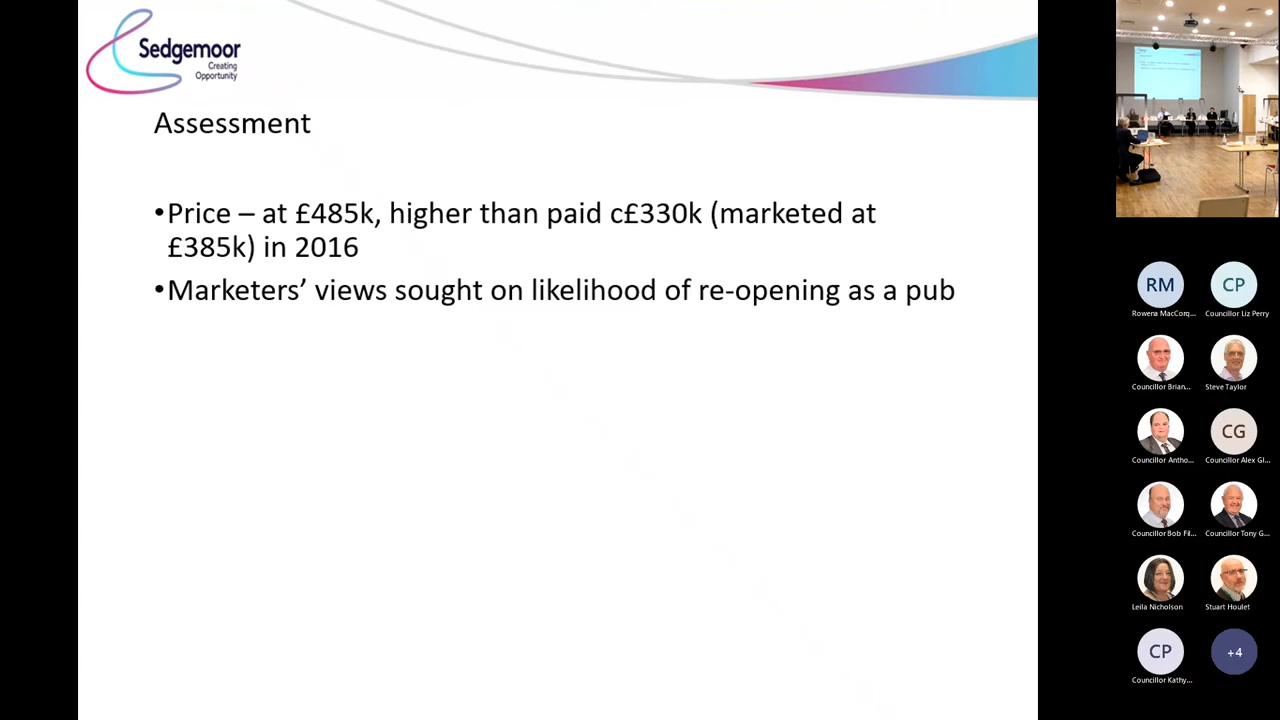 Sedgemoor
Creating
Opportunity
Assessment
•Price – at £485k, higher than paid c£330k (marketed at
£385k) in 2016
•Marketers’ views sought on likelihood of re-opening as a pub
RM
CP
Rowena MacCorq...
Councillor Liz Perry
Councillor Brian...
Steve Taylor
CG
Councillor Antho...
Councillor Alex Gl...
Councillor Bob Fil...
Councillor Tony G...
Leila Nicholson
Stuart Houlet
CP
+4
Councillor Kathy...